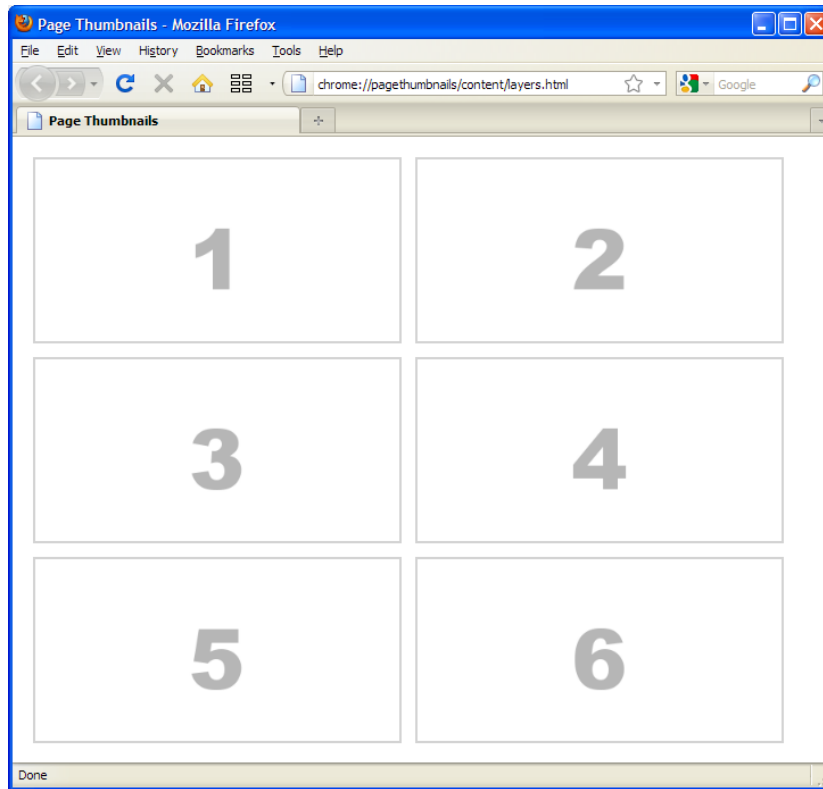 Page Thumbnails - Mozilla Firefox
File Edit View History Bookmarks Tools Help
chrome://pagethumbnails/content/layers.html Google
Page Thumbnails
1 2
3 4
5 6
Done